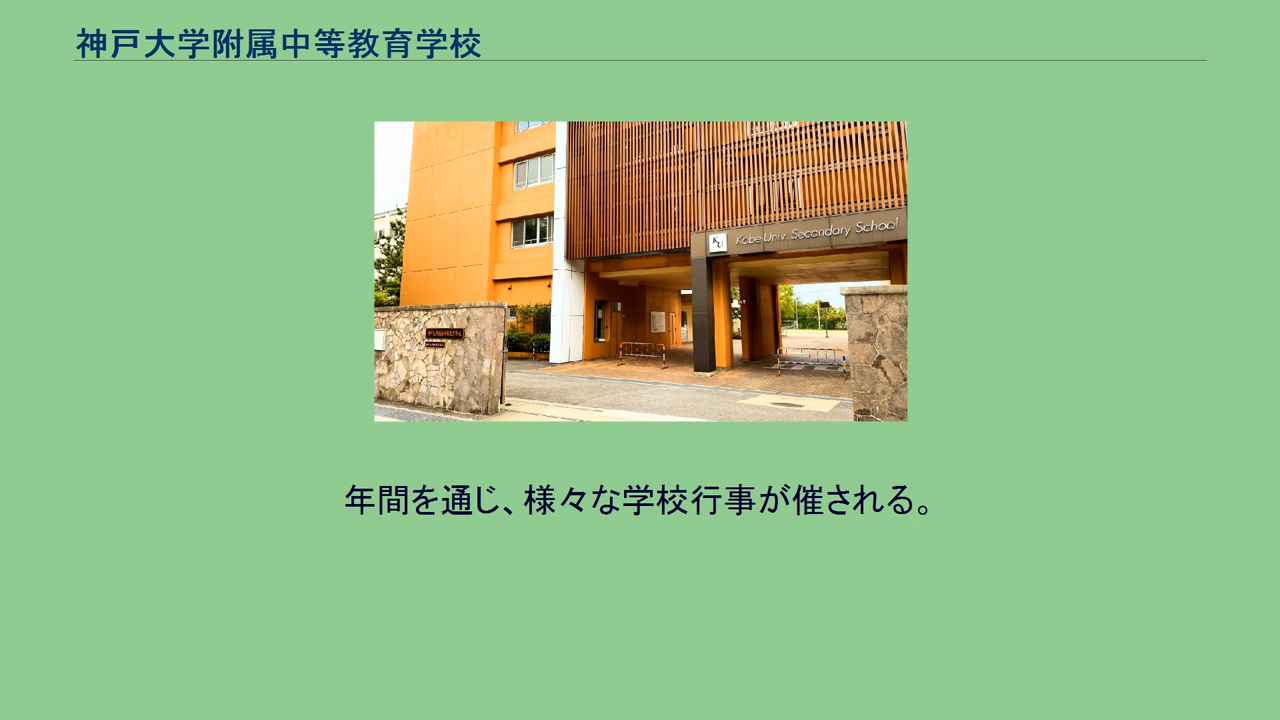 神戸大学附属中等教育学校
KU
Kobe Univ. Secondary School
年間を通じ、様々な学校行事が催される。